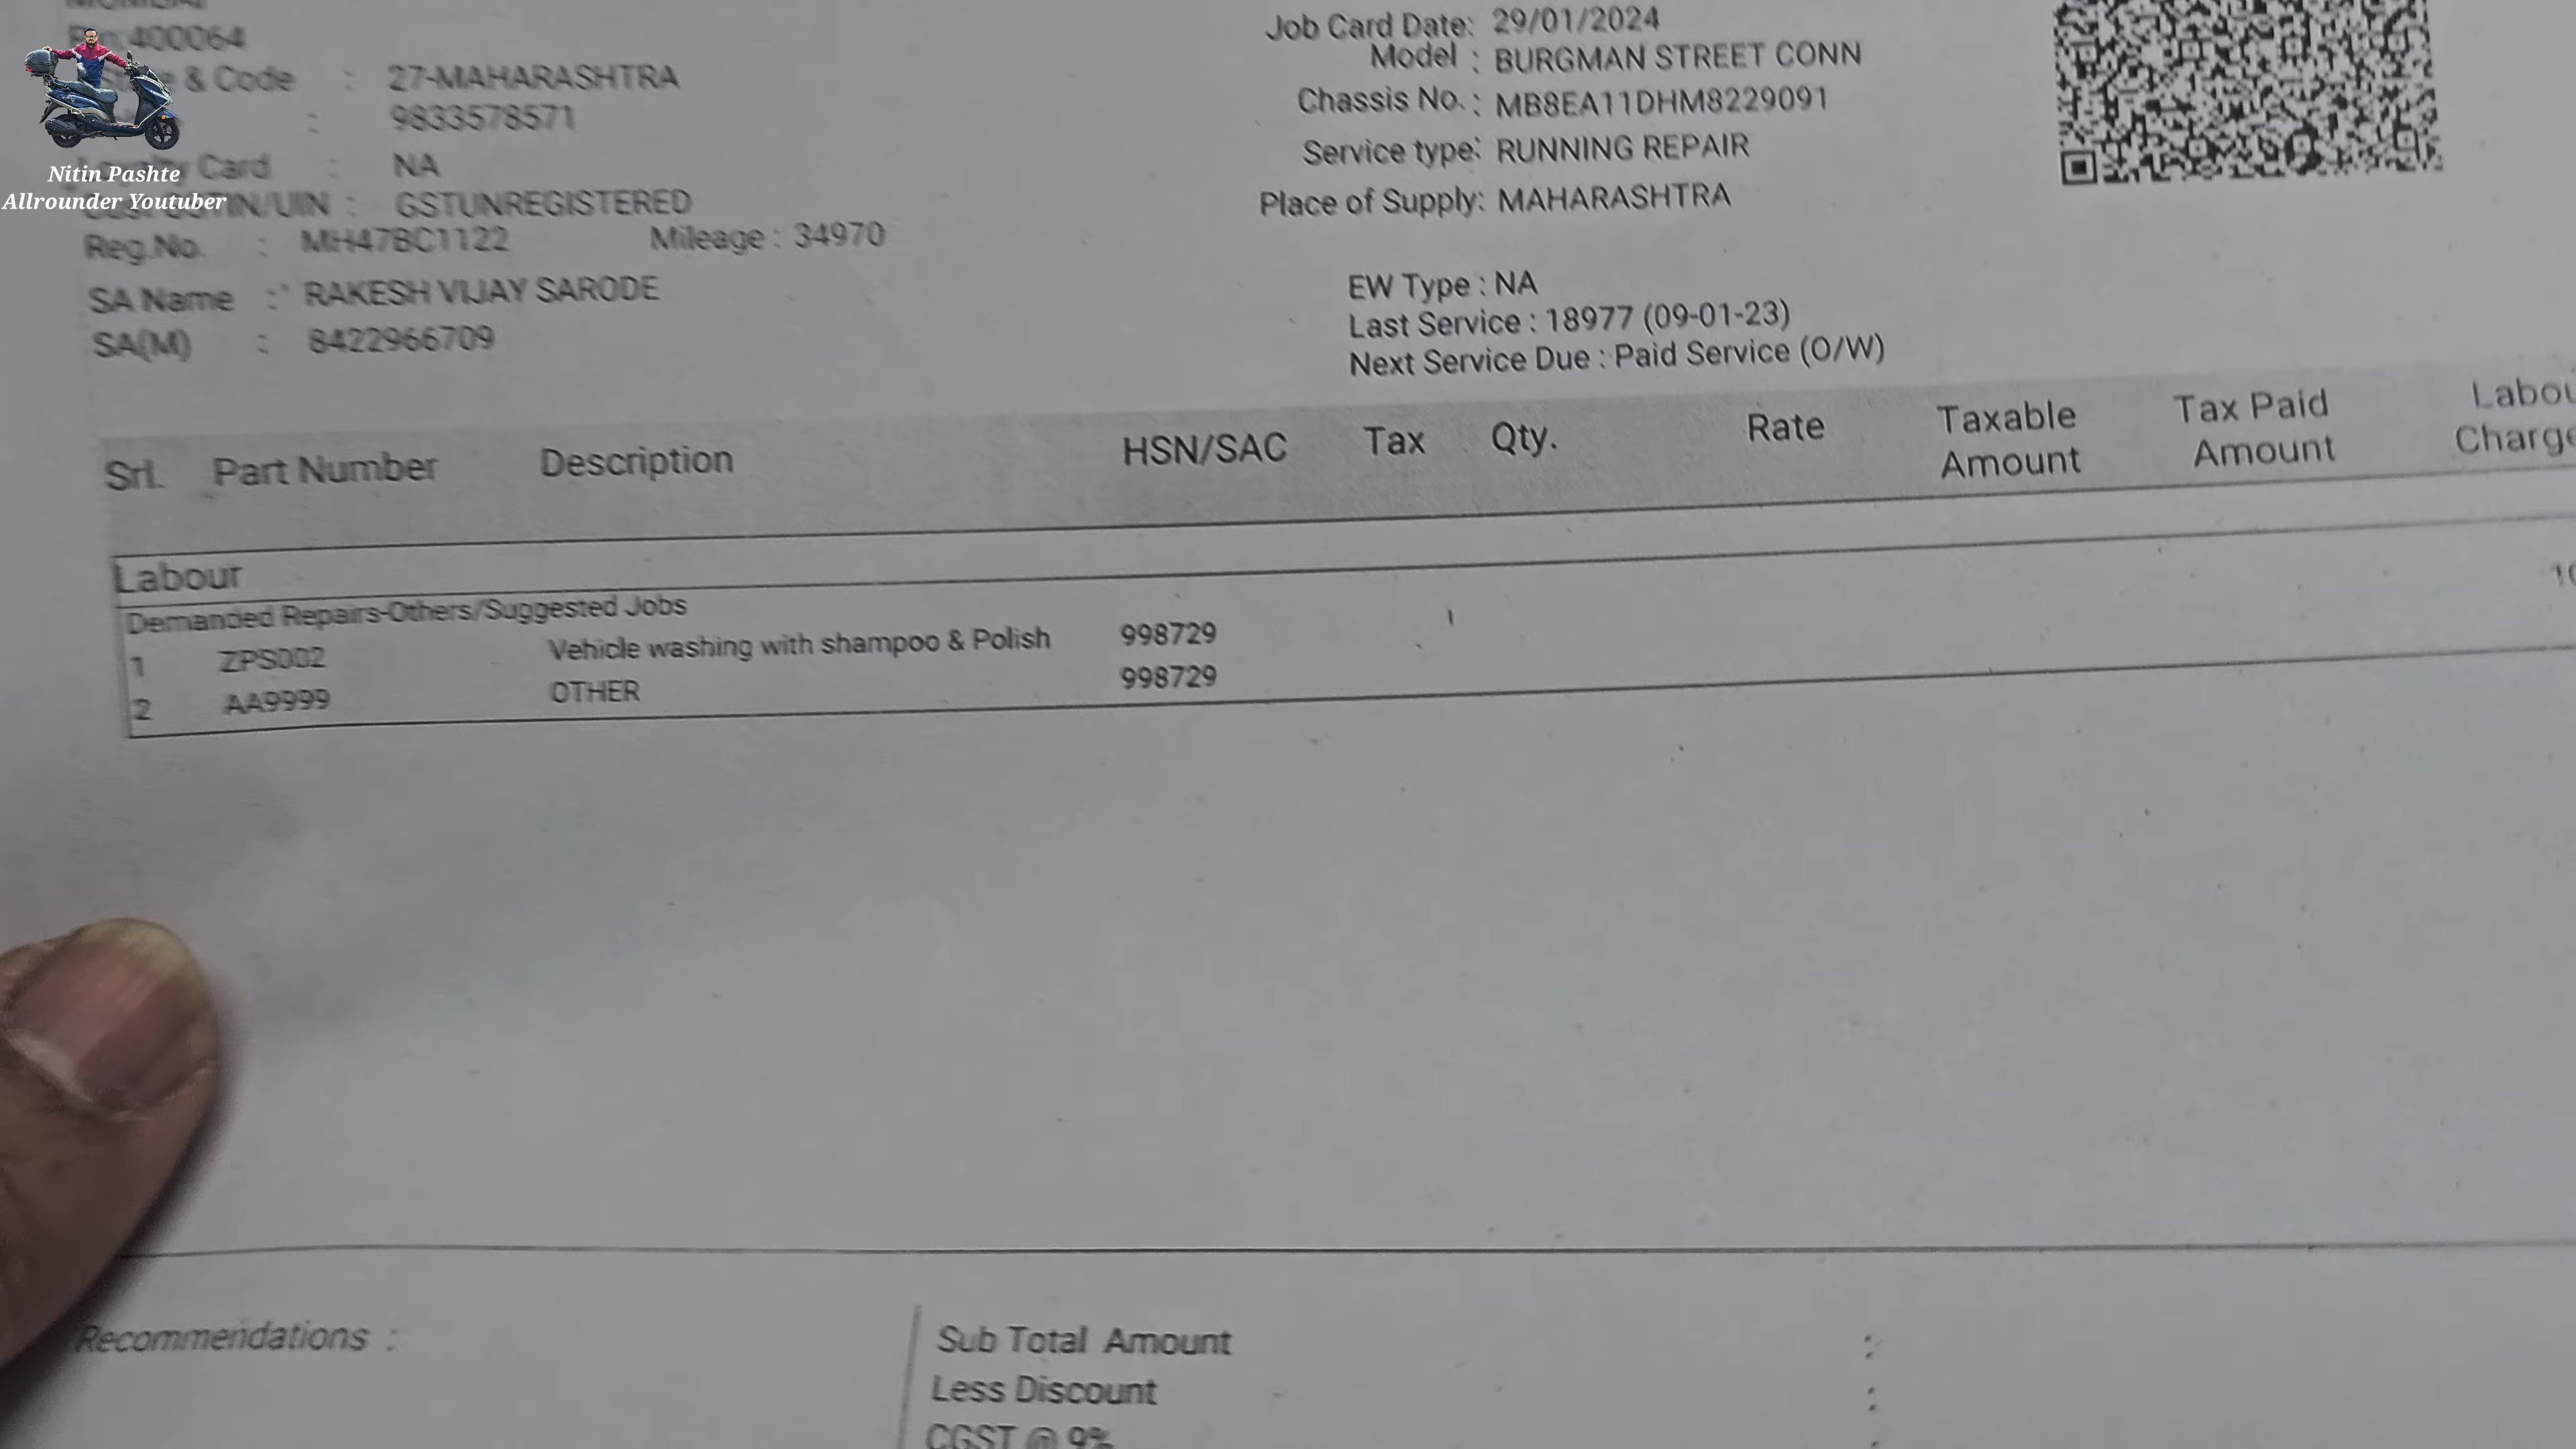 400064
& Code : 27-MAHARASHTRA
: 9833578571
Card : NA
GSTIN/UIN : GSTUNREGISTERED
Reg.No. : MH47BC1122 Mileage : 34970
SA Name : RAKESH VIJAY SARODE
SA(M) : 8422966709
Nitin Pashte
Allrounder Youtuber
Job Card Date: 29/01/2024
Model : BURGMAN STREET CONN
Chassis No. : MB8EA11DHM8229091
Service type: RUNNING REPAIR
Place of Supply: MAHARASHTRA
EW Type : NA
Last Service : 18977 (09-01-23)
Next Service Due : Paid Service (O/W)
Srl. Part Number Description HSN/SAC Tax Qty. Rate Taxable Amount Tax Paid Amount
Labour
Demanded Repairs-Others/Suggested Jobs
1 ZPS002 Vehicle washing with shampoo & Polish 998729
2 AA9999 OTHER 998729
Recommendations :
Sub Total Amount :
Less Discount :
CGST @ 9% :